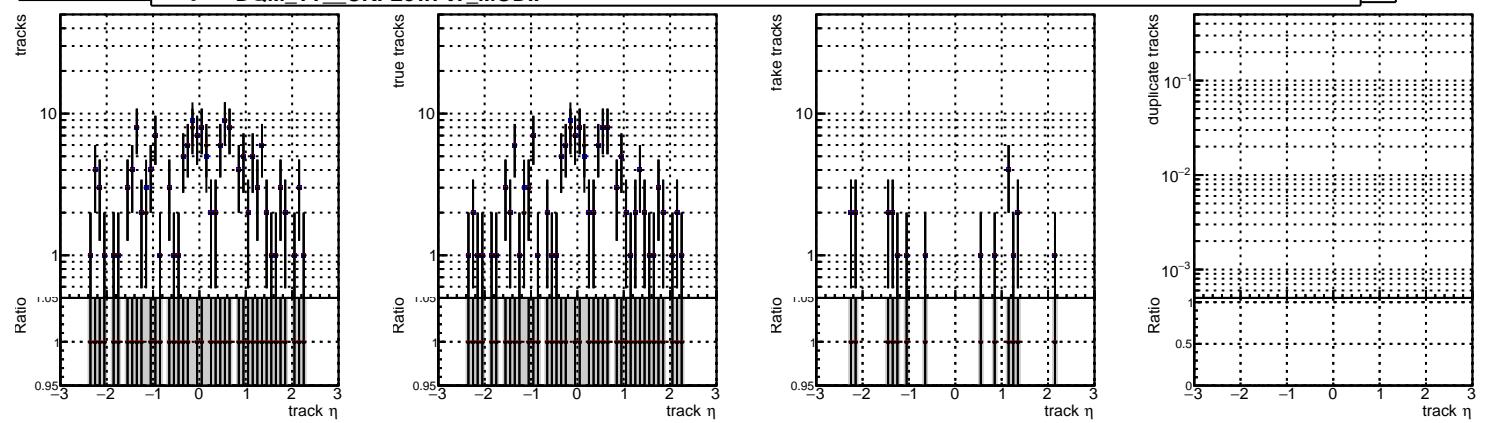 tracks
10
1
Ratio
1.05
1
0.95
−3 −2 −1 0 1 2 3
track η
true tracks
10
1
Ratio
1.05
1
0.95
−3 −2 −1 0 1 2 3
track η
fake tracks
10
1
Ratio
1.05
1
0.95
−3 −2 −1 0 1 2 3
track η
duplicate tracks
10−1
10−2
10−3
Ratio
1
0.5
0
−3 −2 −1 0 1 2 3
track η